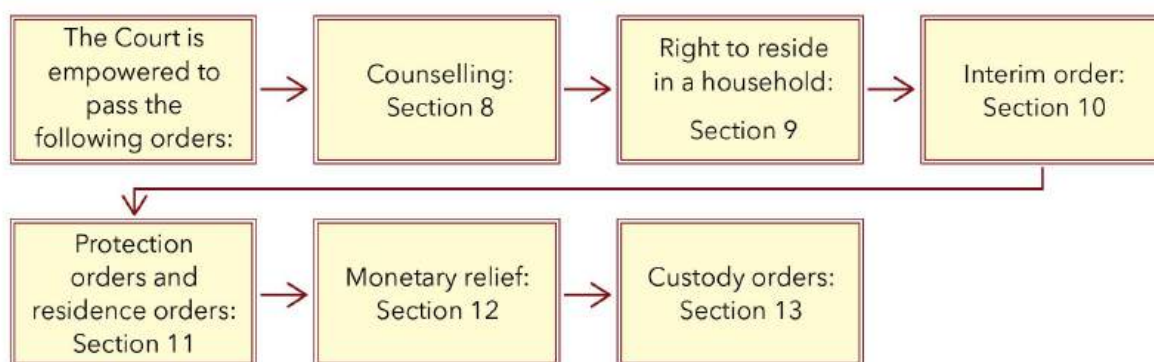 The Court is
empowered to
pass the
following orders:
Counselling:
Section 8
Right to reside
in a household:
Section 9
Interim order:
Section 10
Protection
orders and
residence orders:
Section 11
Monetary relief:
Section 12
Custody orders:
Section 13